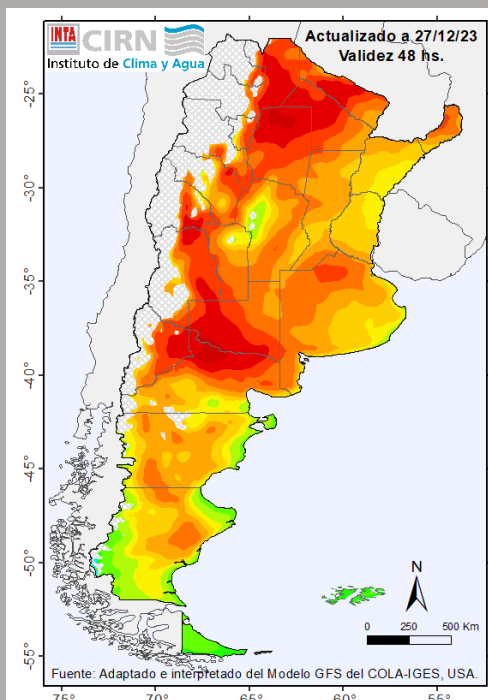 INTA CIRN
Instituto de Clima y Agua
Actualizado a 27/12/23
Validez 48 hs.
-25°
-30°
-35°
-40°
-45°
-50°
-55°
N
0 250 500 Km
Fuente: Adaptado e interpretado del Modelo GFS del COLA-IGES, USA.
-75° -70° -65° -60° -55°